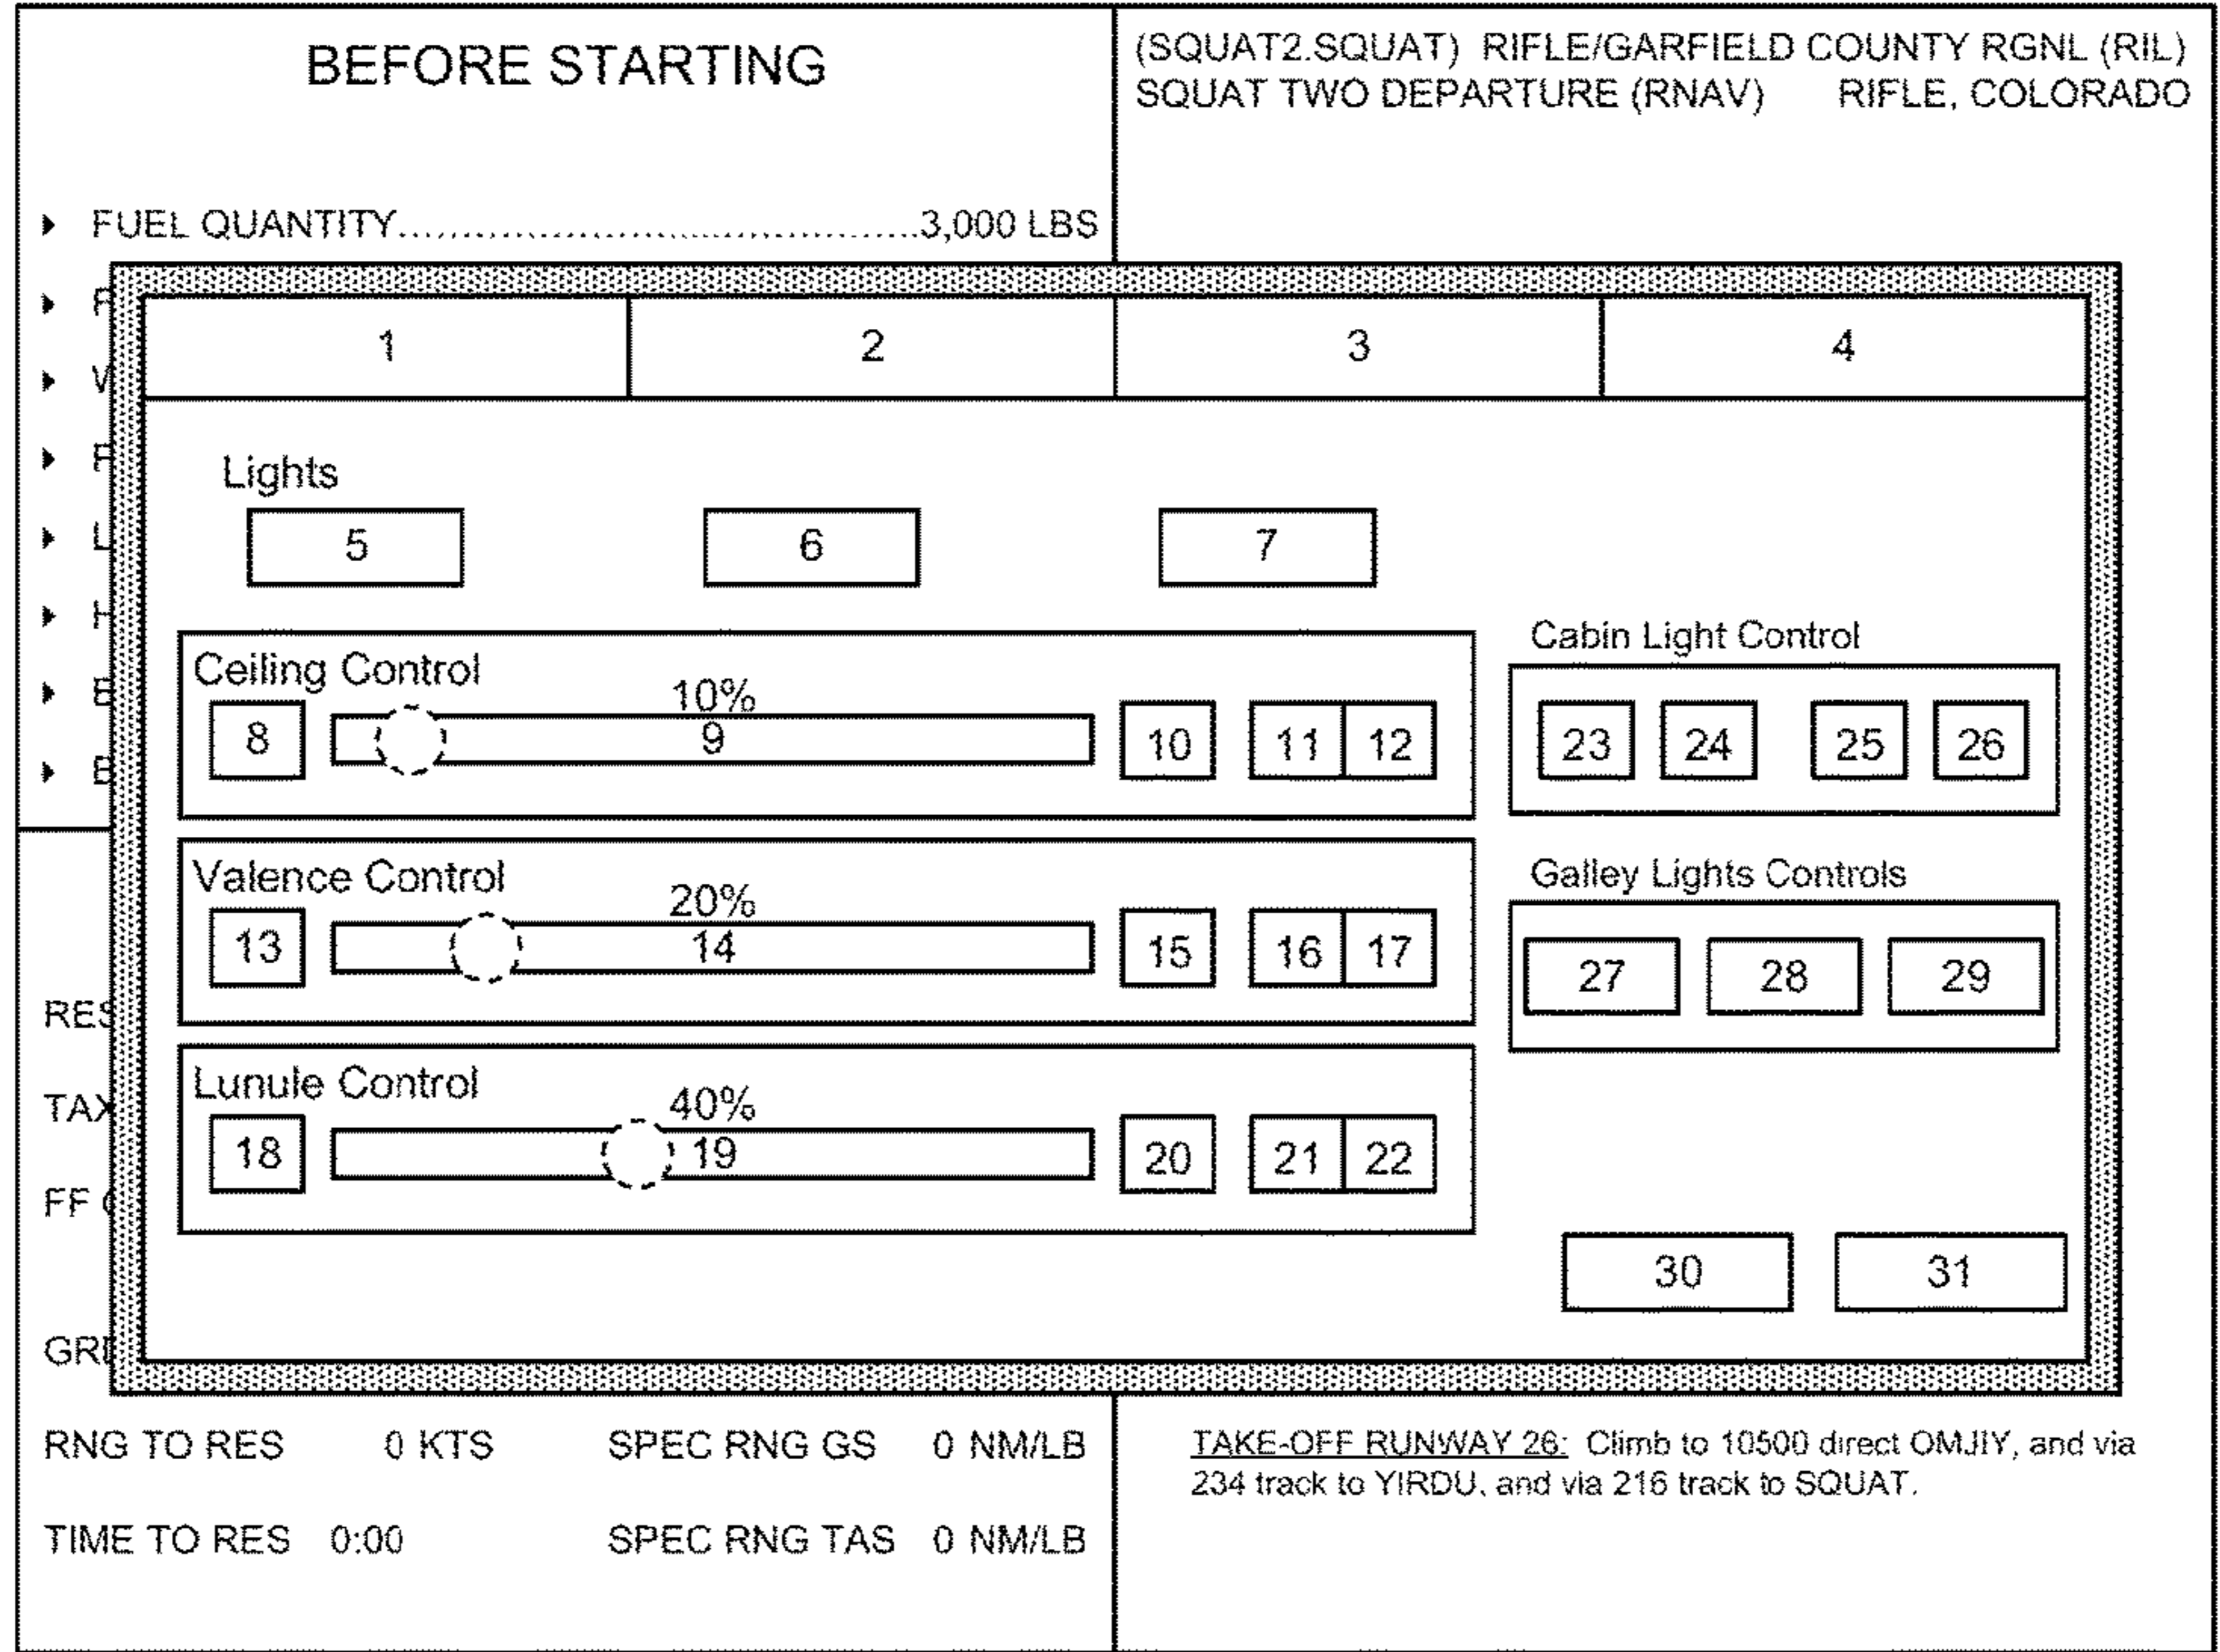 BEFORE STARTING
(SQUAT2.SQUAT) RIFLE/GARFIELD COUNTY RGNL (RIL)
SQUAT TWO DEPARTURE (RNAV) RIFLE, COLORADO
FUEL QUANTITY.......................................3,000 LBS
1 2 3 4
Lights
5 6 7
Ceiling Control
10%
8 9 10 11 12
Valence Control
20%
13 14 15 16 17
Lunule Control
40%
18 19 20 21 22
Cabin Light Control
23 24 25 26
Galley Lights Controls
27 28 29
30 31
RES
TAX
FF
RNG TO RES 0 KTS SPEC RNG GS 0 NM/LB
TIME TO RES 0:00 SPEC RNG TAS 0 NM/LB
TAKE-OFF RUNWAY 26: Climb to 10500 direct OMJIY, and via
234 track to YIRDU, and via 216 track to SQUAT.